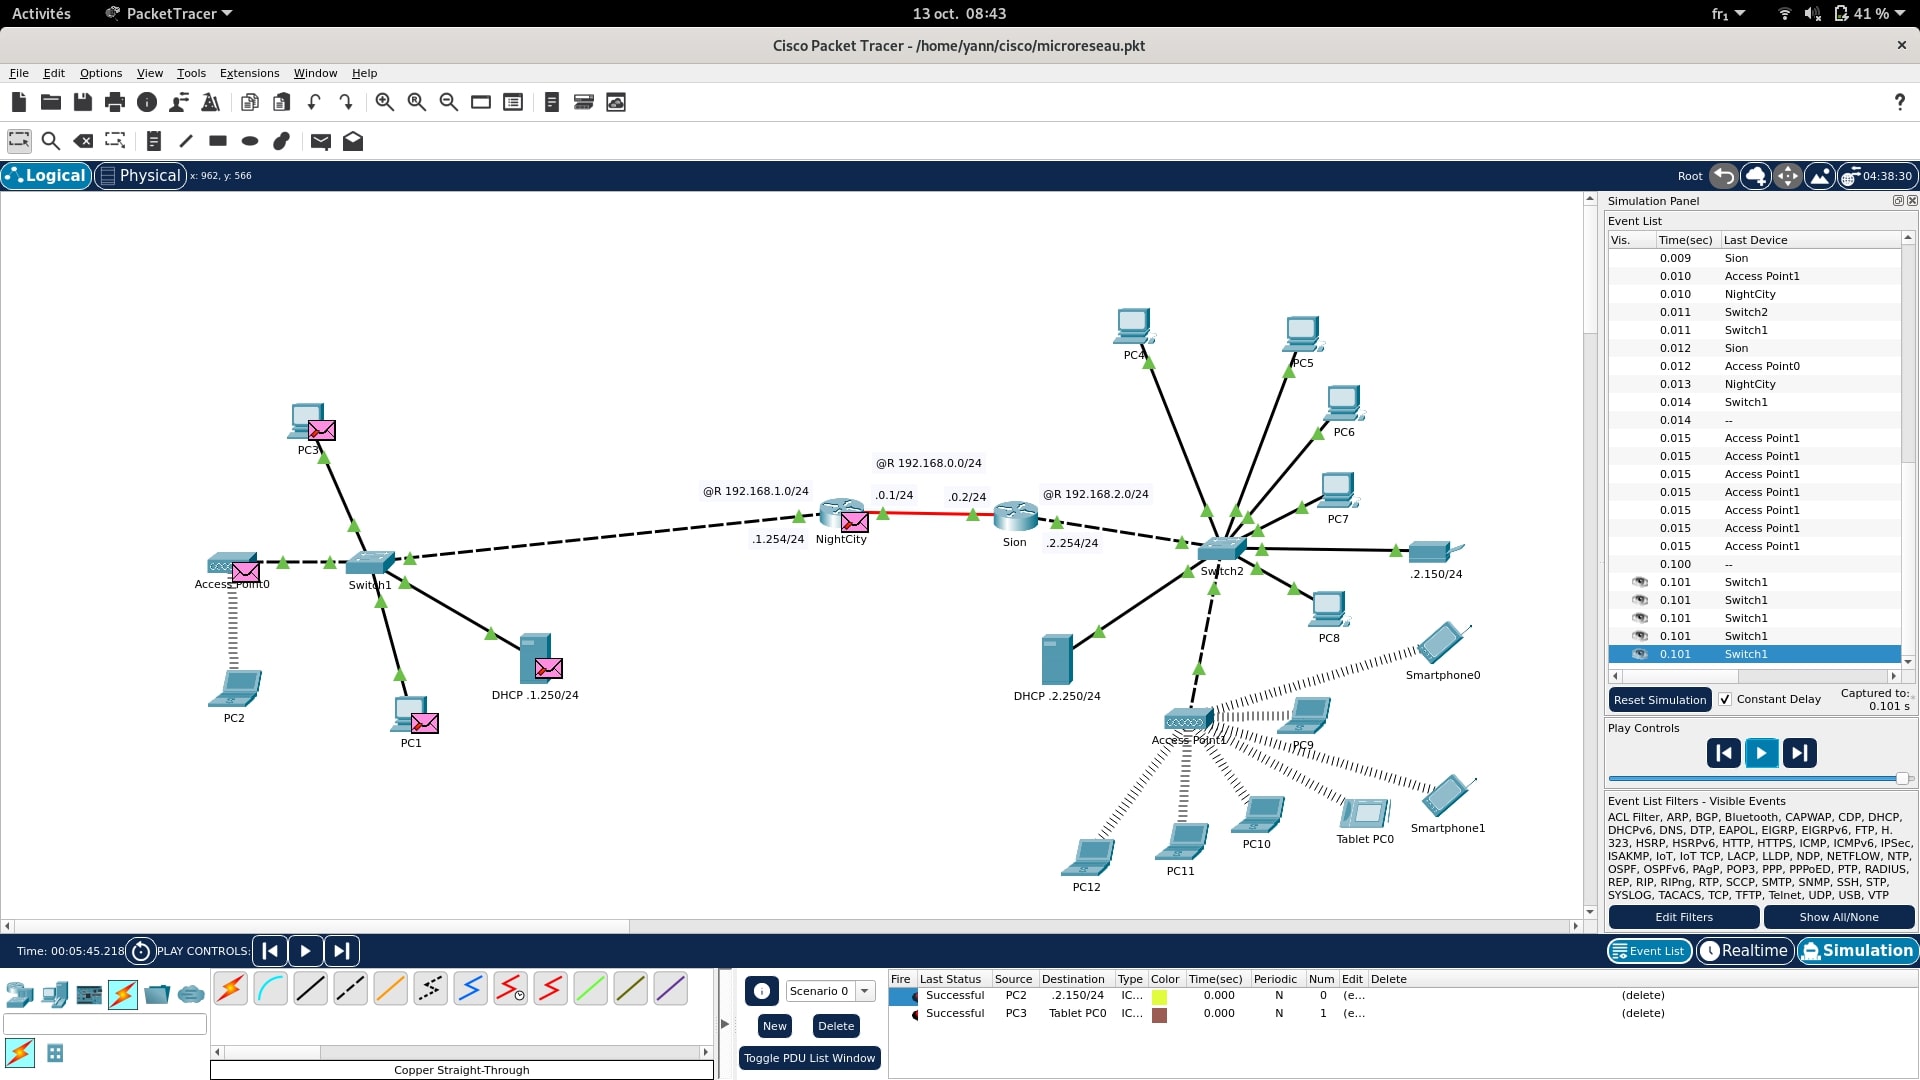 Activités
PacketTracer
13 oct. 08:43
fr₁
41 %
Cisco Packet Tracer - /home/yann/cisco/microreseau.pkt
File Edit Options View Tools Extensions Window Help
Logical
Physical
x: 962, y: 566
Root
04:38:30
PC4
PC5
PC6
PC3
@R 192.168.0.0/24
@R 192.168.1.0/24
.0.1/24
.0.2/24
@R 192.168.2.0/24
PC7
.1.254/24
NightCity
Sion
.2.254/24
Access Point0
Switch1
Switch2
.2.150/24
PC8
PC2
DHCP .1.250/24
DHCP .2.250/24
Smartphone0
PC1
Access Point1
PC9
Smartphone1
Tablet PC0
PC10
PC11
PC12
Simulation Panel
Event List
Vis. Time(sec) Last Device
0.009 Sion
0.010 Access Point1
0.010 NightCity
0.011 Switch2
0.011 Switch1
0.012 Sion
0.012 Access Point0
0.013 NightCity
0.014 Switch1
0.014 --
0.015 Access Point1
0.015 Access Point1
0.015 Access Point1
0.015 Access Point1
0.015 Access Point1
0.015 Access Point1
0.015 Access Point1
0.100 --
0.101 Switch1
0.101 Switch1
0.101 Switch1
0.101 Switch1
0.101 Switch1
Reset Simulation
Constant Delay
Captured to:
0.101 s
Play Controls
Event List Filters - Visible Events
ACL Filter, ARP, BGP, Bluetooth, CAPWAP, CDP, DHCP,
DHCPv6, DNS, DTP, EAPOL, EIGRP, EIGRPv6, FTP, H.
323, HSRP, HSRPv6, HTTP, HTTPS, ICMP, ICMPv6, IPSec,
ISAKMP, IoT, IoT TCP, LACP, LLDP, NDP, NETFLOW, NTP,
OSPF, OSPFv6, PAgP, POP3, PPP, PPPoED, PTP, RADIUS,
REP, RIP, RIPng, RTP, SCCP, SMTP, SNMP, SSH, STP,
SYSLOG, TACACS, TCP, TFTP, Telnet, UDP, USB, VTP
Edit Filters
Show All/None
Time: 00:05:45.218
PLAY CONTROLS:
Event List
Realtime
Simulation
Scenario 0
New
Delete
Toggle PDU List Window
Copper Straight-Through
Fire Last Status Source Destination Type Color Time(sec) Periodic Num Edit Delete
Successful PC2 .2.150/24 IC... 0.000 N 0 (e... (delete)
Successful PC3 Tablet PC0 IC... 0.000 N 1 (e... (delete)